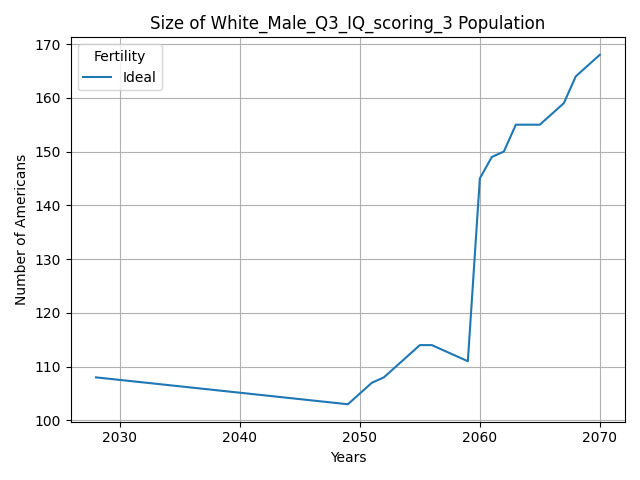 Size of White_Male_Q3_IQ_scoring_3 Population
Number of Americans
170
160
150
140
130
120
110
100
Fertility
Ideal
2030 2040 2050 2060 2070
Years